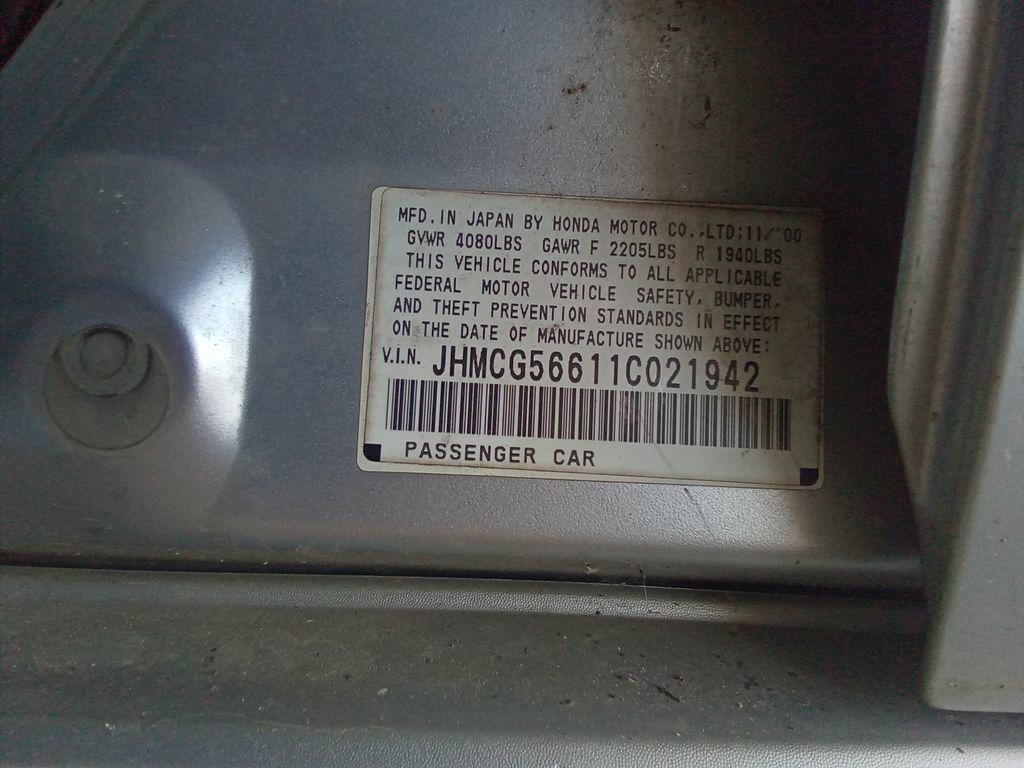 MFD. IN JAPAN BY HONDA MOTOR CO.,LTD; 11/'00
GVWR 4080LBS GAWR F 2205LBS R 1940LBS
THIS VEHICLE CONFORMS TO ALL APPLICABLE
FEDERAL MOTOR VEHICLE SAFETY, BUMPER,
AND THEFT PREVENTION STANDARDS IN EFFECT
ON THE DATE OF MANUFACTURE SHOWN ABOVE:
V.I.N. JHMCG56611C021942
PASSENGER CAR